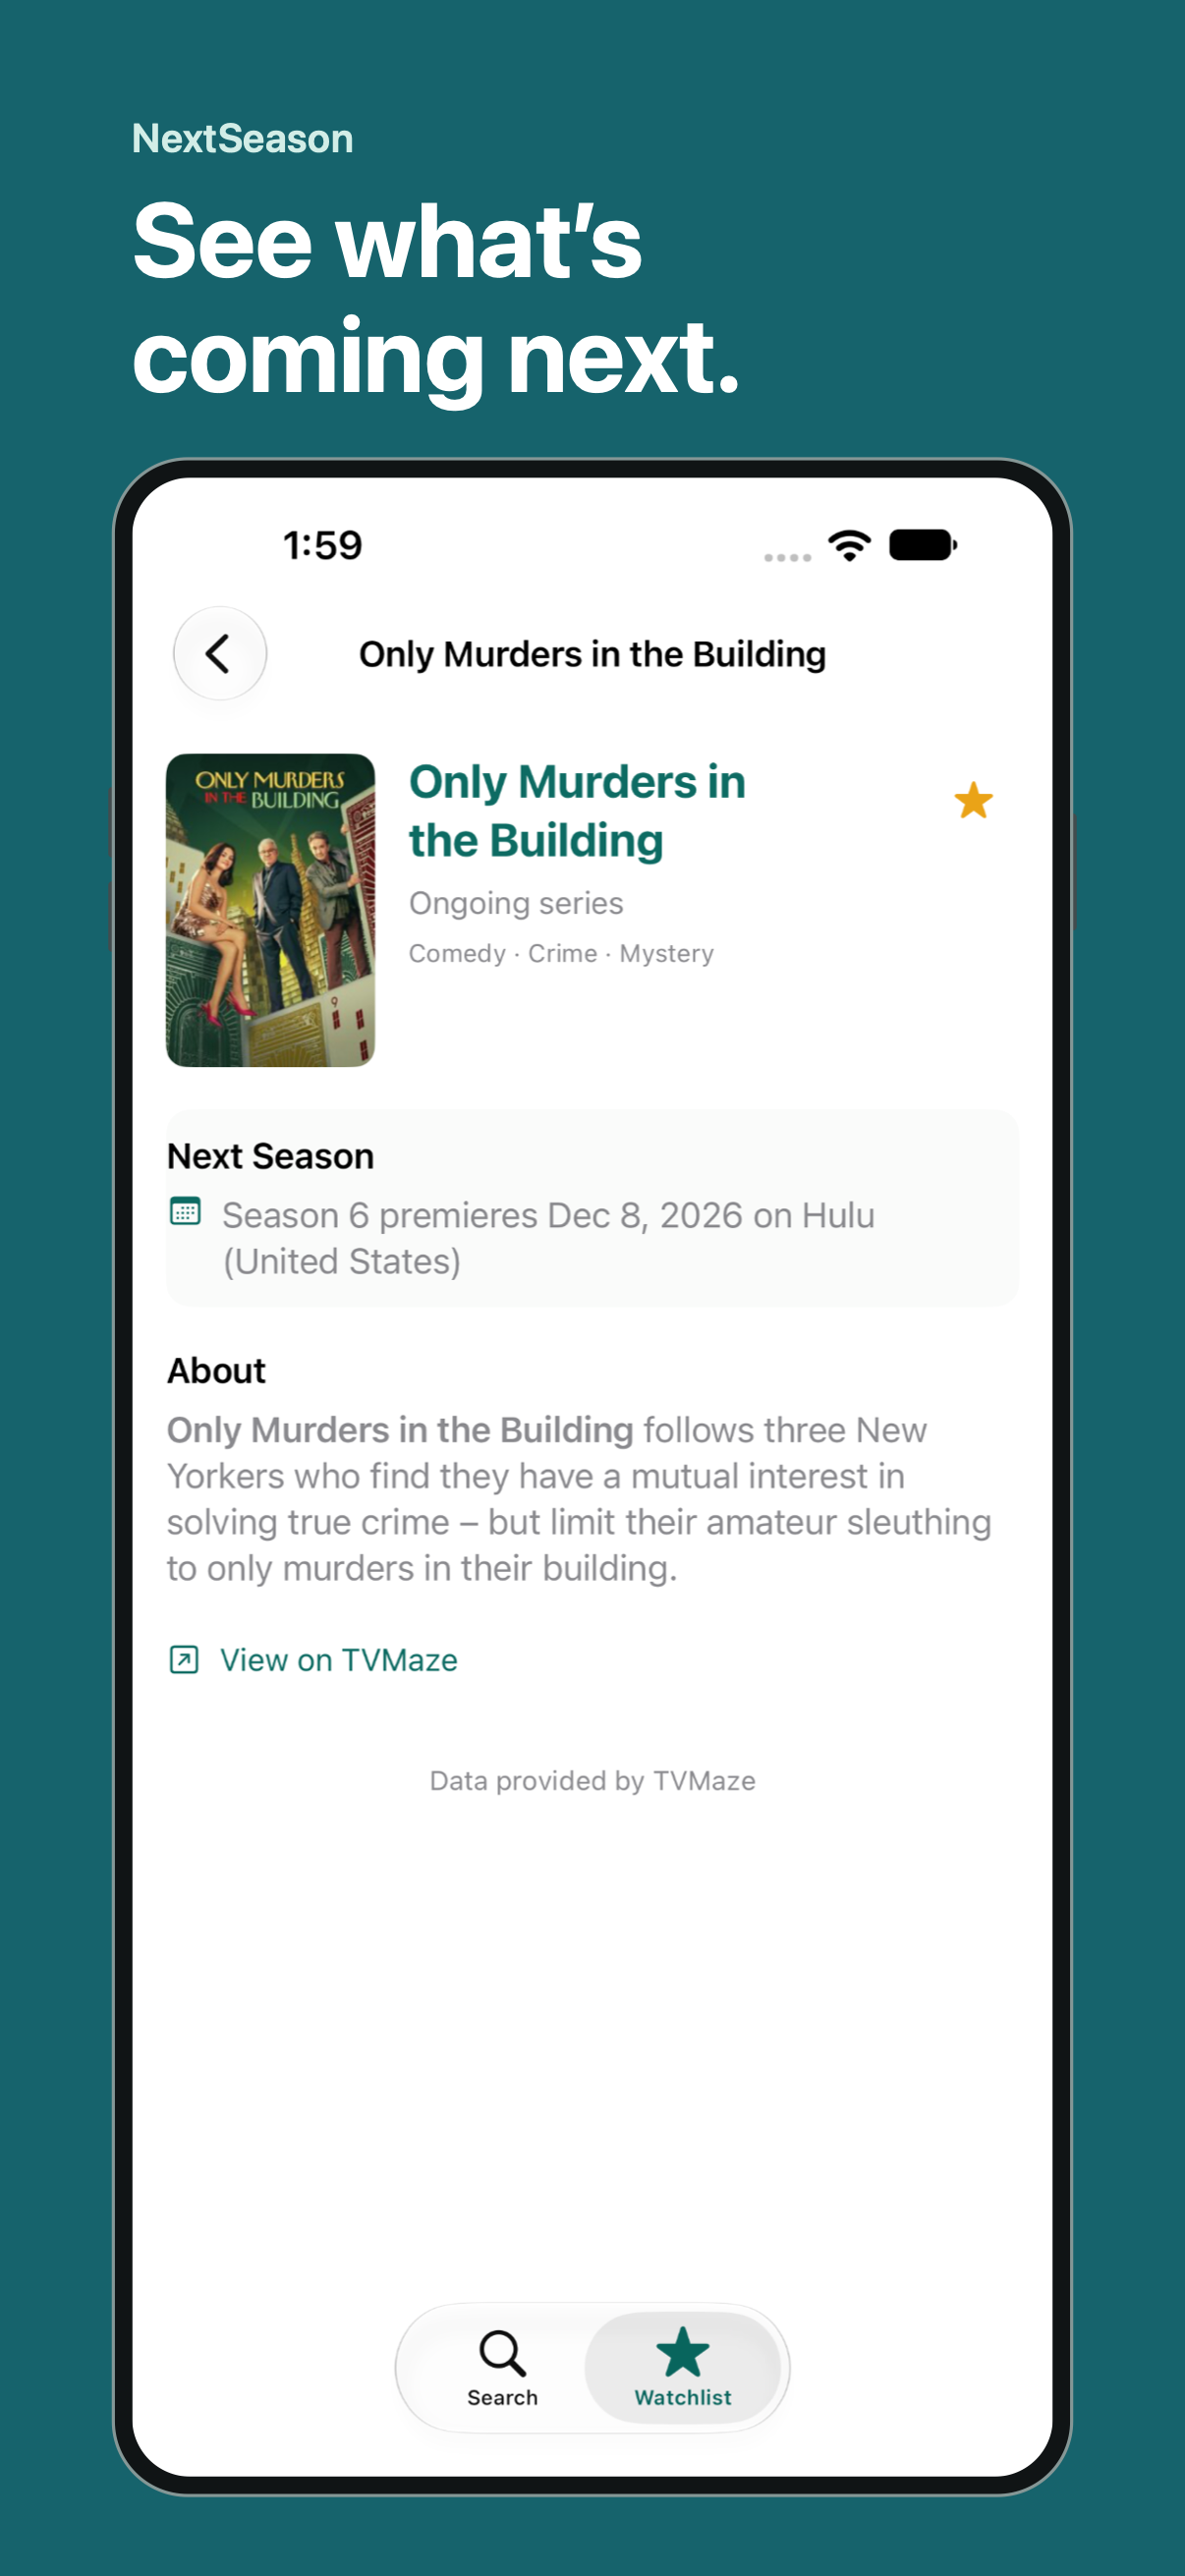 NextSeason
See what’s
coming next.
1:59
Only Murders in the Building
ONLY MURDERS
IN THE BUILDING
Only Murders in
the Building
Ongoing series
Comedy · Crime · Mystery
9
Next Season
Season 6 premieres Dec 8, 2026 on Hulu
(United States)
About
Only Murders in the Building follows three New
Yorkers who find they have a mutual interest in
solving true crime – but limit their amateur sleuthing
to only murders in their building.
View on TVMaze
Data provided by TVMaze
Search
Watchlist